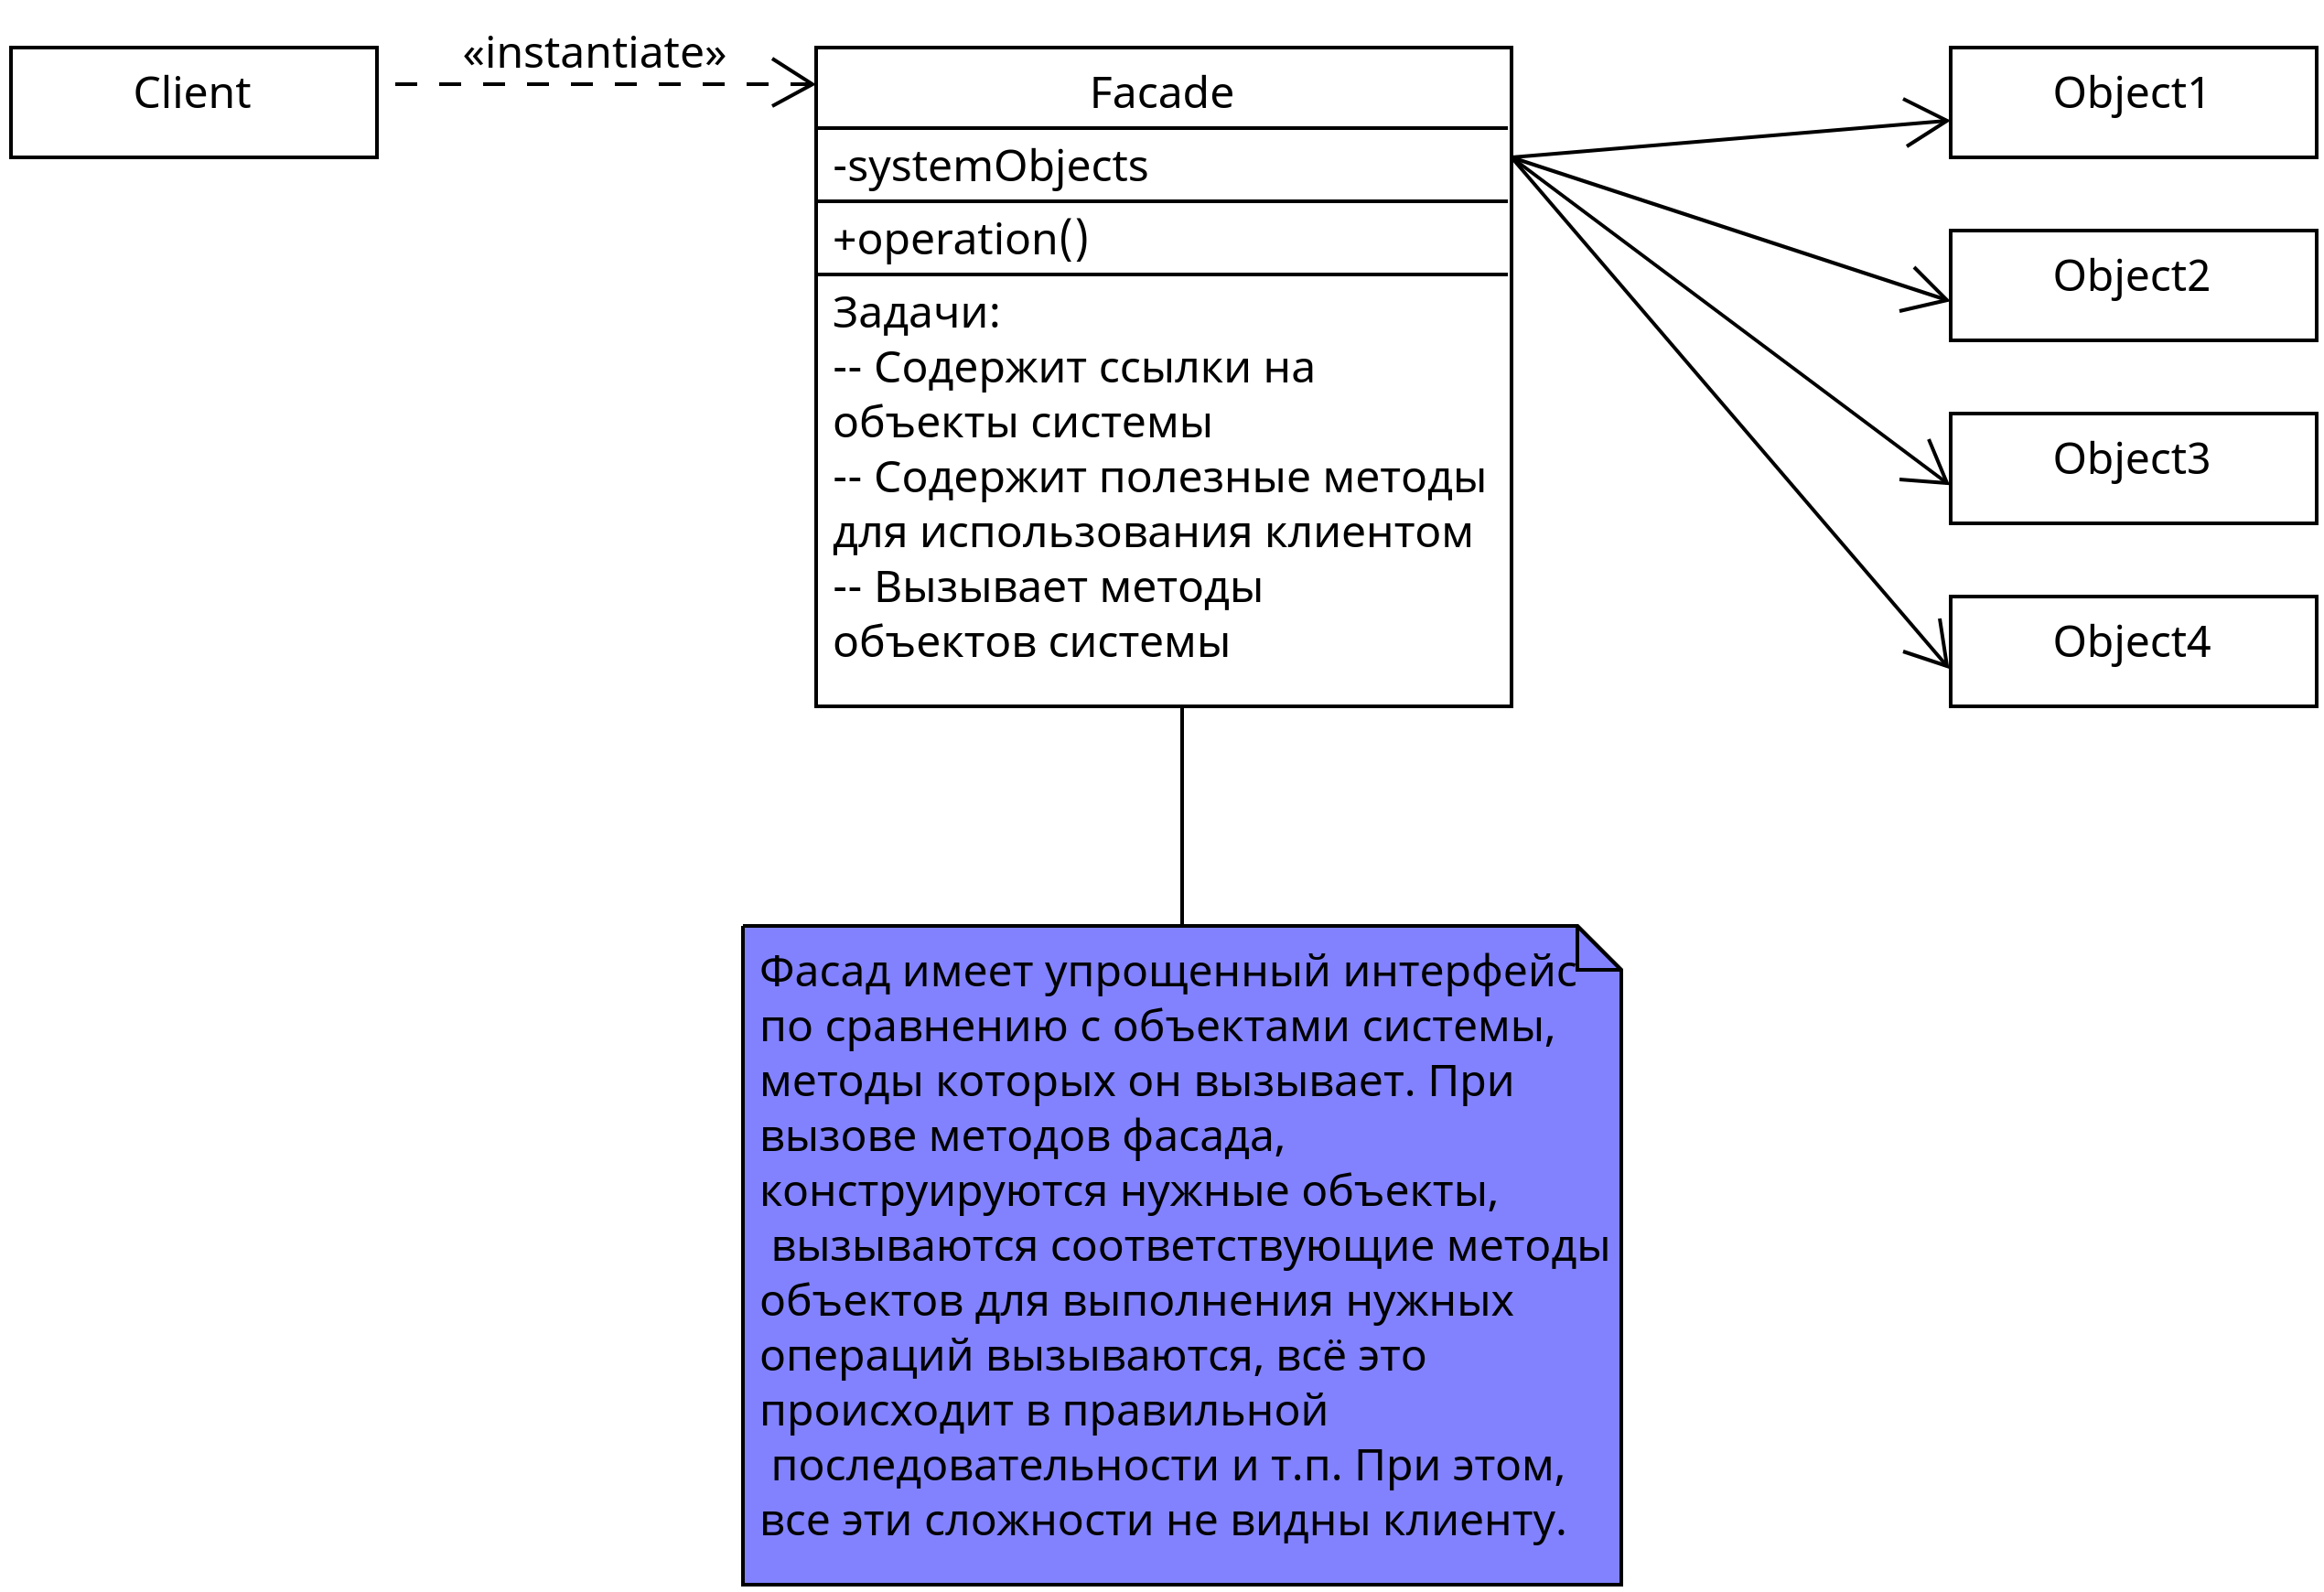 Client
«instantiate»
Facade
-systemObjects
+operation()
Задачи:
-- Содержит ссылки на
объекты системы
-- Содержит полезные методы
для использования клиентом
-- Вызывает методы
объектов системы
Object1
Object2
Object3
Object4
Фасад имеет упрощенный интерфейс
по сравнению с объектами системы,
методы которых он вызывает. При
вызове методов фасада,
конструируются нужные объекты,
вызываются соответствующие методы
объектов для выполнения нужных
операций вызываются, всё это
происходит в правильной
последовательности и т.п. При этом,
все эти сложности не видны клиенту.